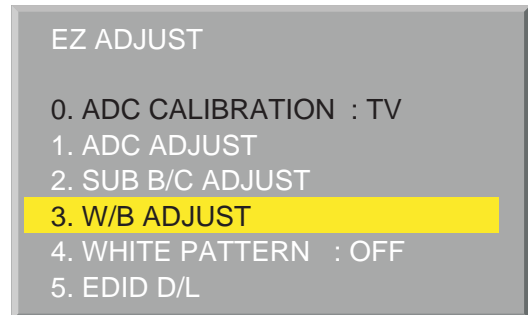 EZ ADJUST
0. ADC CALIBRATION : TV
1. ADC ADJUST
2. SUB B/C ADJUST
3. W/B ADJUST
4. WHITE PATTERN : OFF
5. EDID D/L